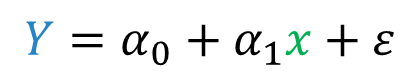 Y = α₀ + α₁x + ε